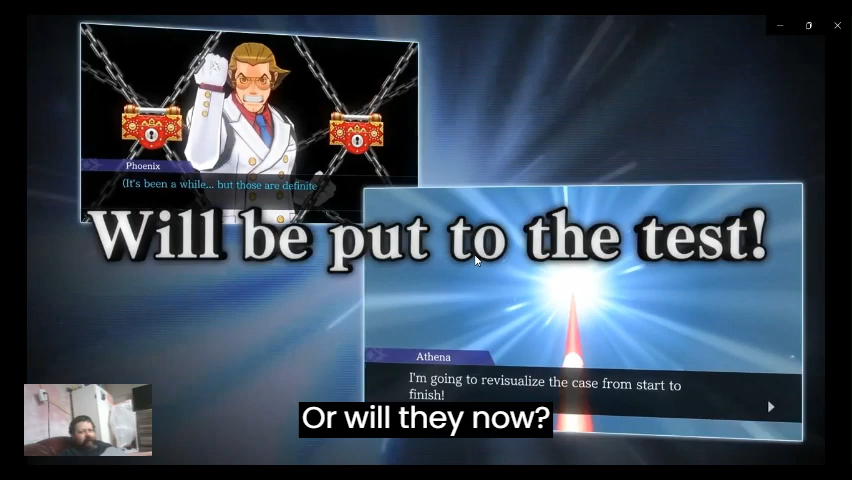 Phoenix
(It's been a while... but those are definite
Will be put to the test!
Athena
I'm going to revisualize the case from start to
finish!
Or will they now?